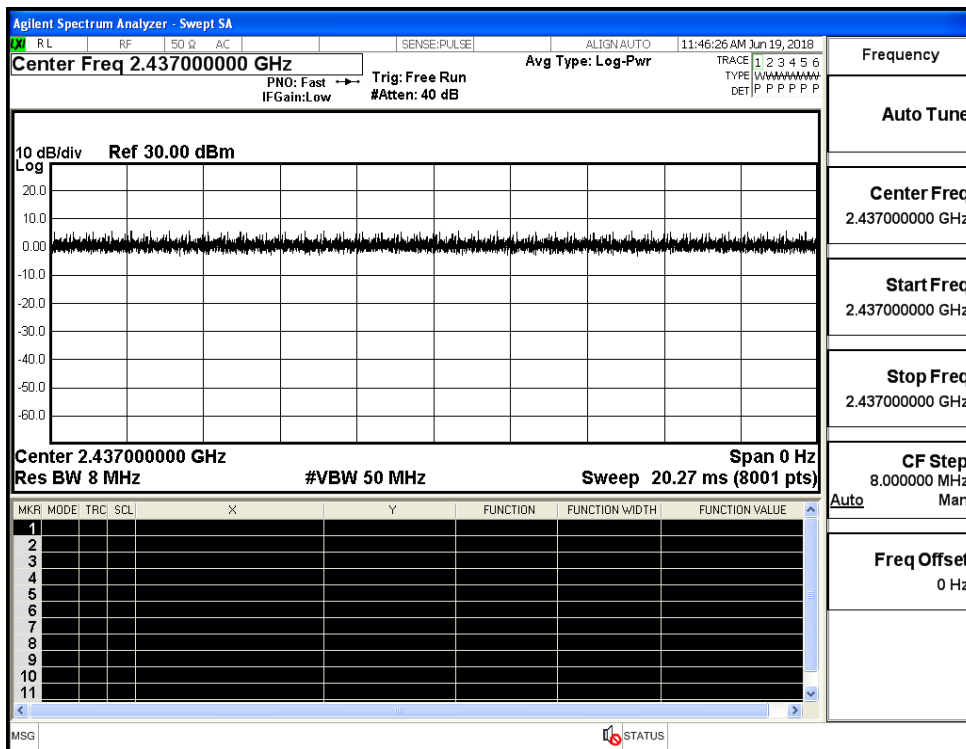 Agilent Spectrum Analyzer - Swept SA
LXI RL RF 50 Ω AC SENSE:PULSE ALIGN AUTO 11:46:26 AM Jun 19, 2018
Center Freq 2.437000000 GHz
PNO: Fast
IFGain:Low
Trig: Free Run
#Atten: 40 dB
Avg Type: Log-Pwr
TRACE 1 2 3 4 5 6
TYPE WWWWWW
DET P P P P P P
10 dB/div Ref 30.00 dBm
Log
20.0
10.0
0.00
-10.0
-20.0
-30.0
-40.0
-50.0
-60.0
Center 2.437000000 GHz Span 0 Hz
Res BW 8 MHz #VBW 50 MHz Sweep 20.27 ms (8001 pts)
MKR MODE TRC SCL X Y FUNCTION FUNCTION WIDTH FUNCTION VALUE
1
2
3
4
5
6
7
8
9
10
11
MSG STATUS
Frequency
Auto Tune
Center Freq
2.437000000 GHz
Start Freq
2.437000000 GHz
Stop Freq
2.437000000 GHz
CF Step
8.000000 MHz
Auto Man
Freq Offset
0 Hz